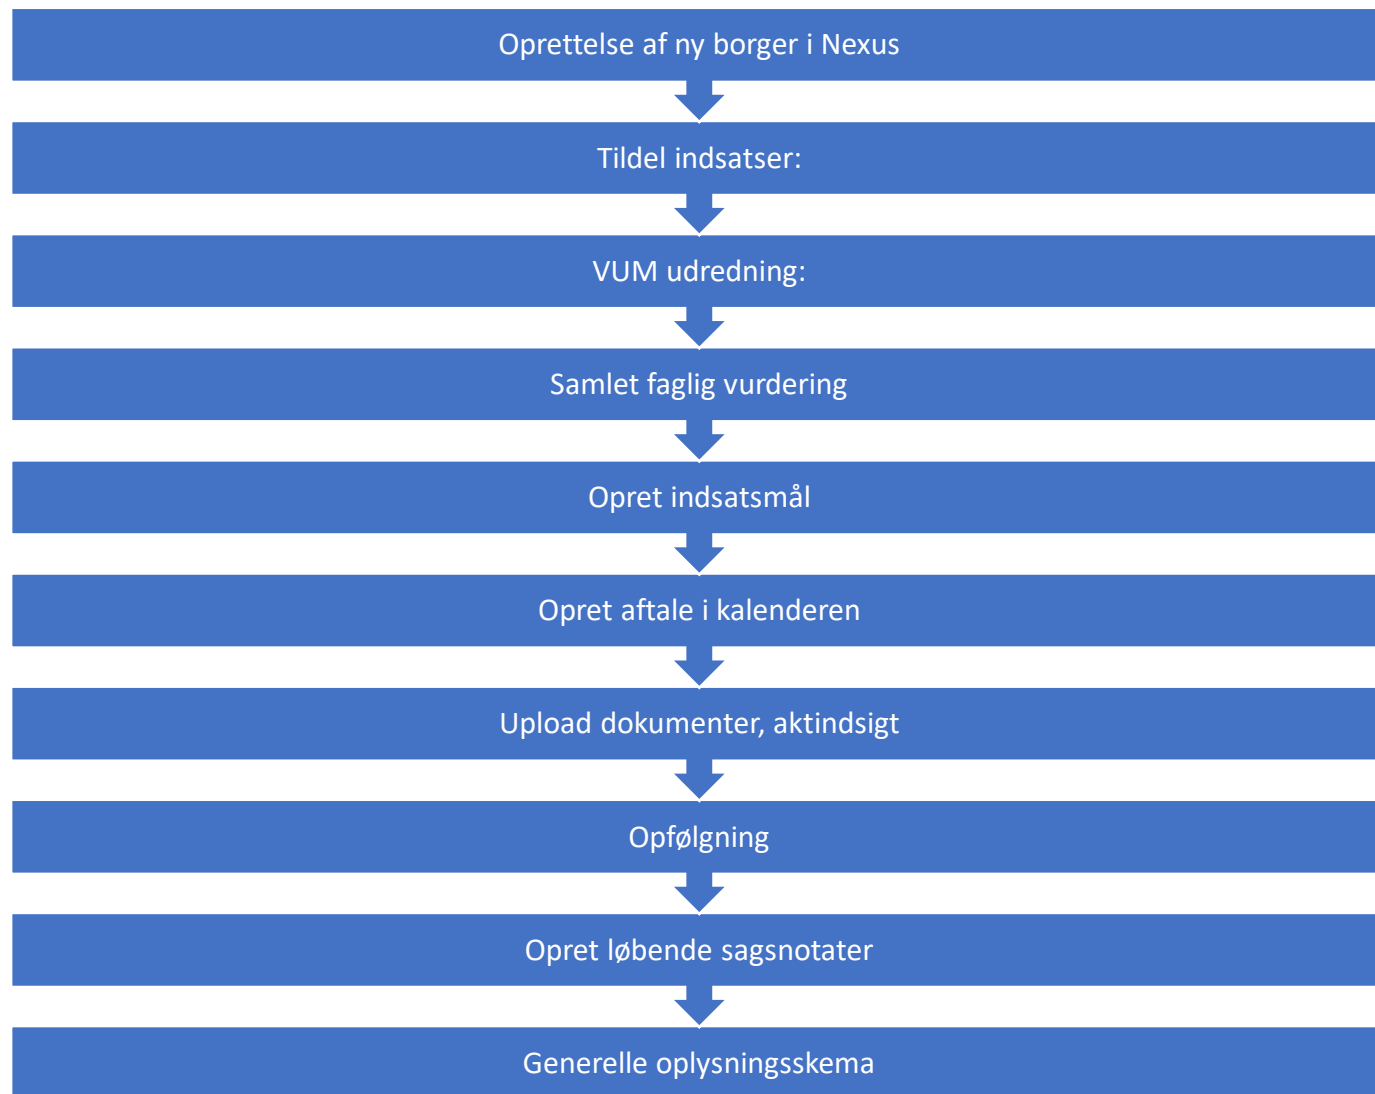 Oprettelse af ny borger i Nexus
Tildel indsatser:
VUM udredning:
Samlet faglig vurdering
Opret indsatsmål
Opret aftale i kalenderen
Upload dokumenter, aktindsigt
Opfølgning
Opret løbende sagsnotater
Generelle oplysningsskema